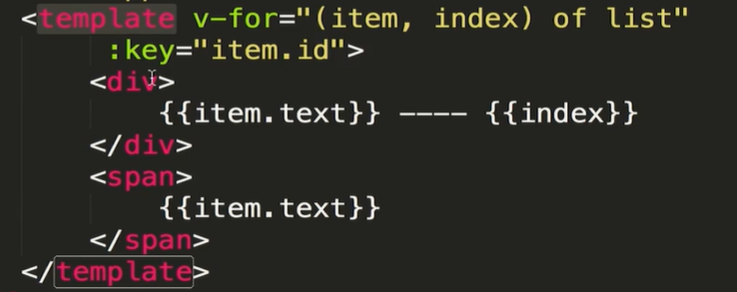 <template v-for="(item, index) of list"
:key="item.id">
<div>
{{item.text}} ---- {{index}}
</div>
<span>
{{item.text}}
</span>
</template>